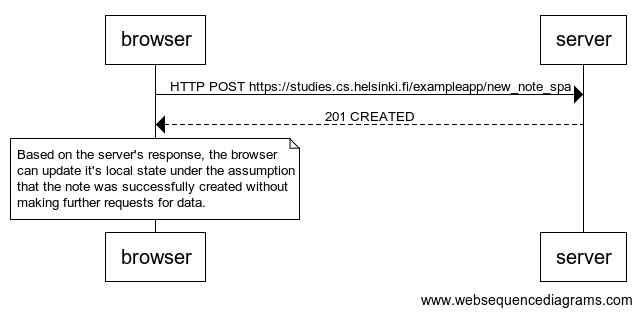 browser
server
HTTP POST https://studies.cs.helsinki.fi/exampleapp/new_note_spa
201 CREATED
Based on the server's response, the browser
can update it's local state under the assumption
that the note was successfully created without
making further requests for data.
browser
server
www.websequencediagrams.com